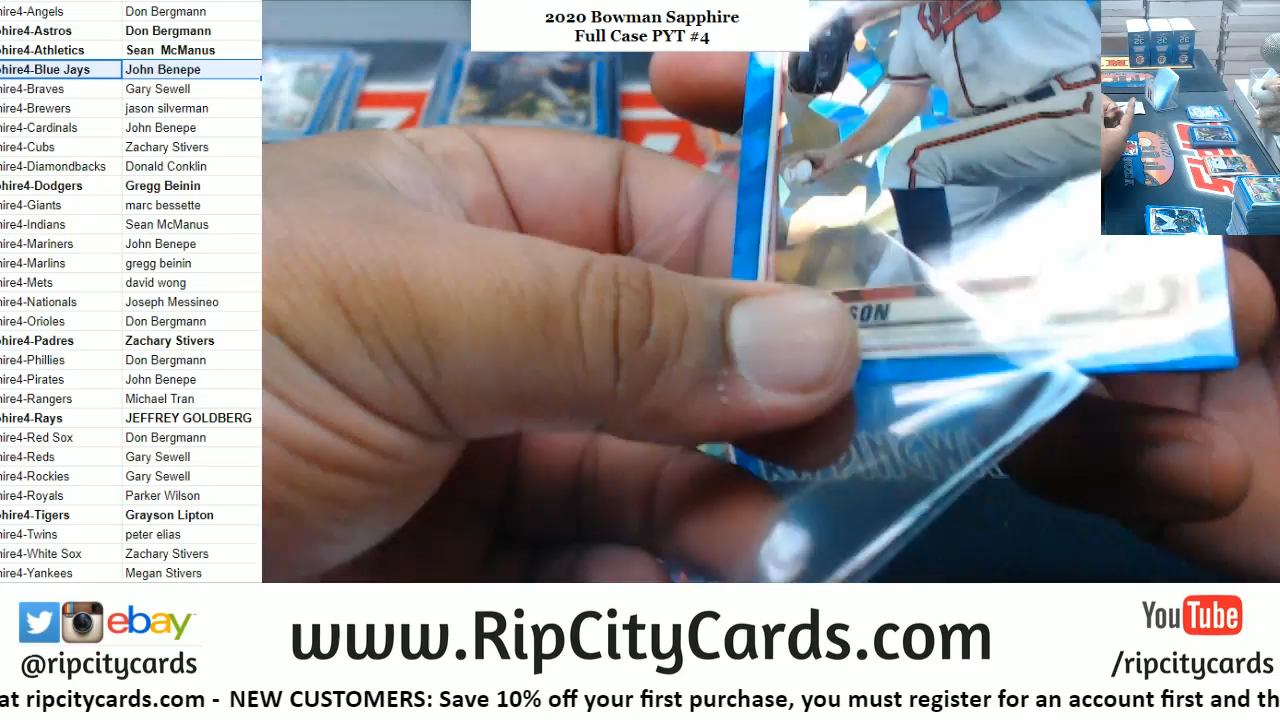 hire4-Angels Don Bergmann
phire4-Astros Don Bergmann
phire4-Athletics Sean McManus
phire4-Blue Jays John Benepe
hire4-Braves Gary Sewell
hire4-Brewers jason silverman
hire4-Cardinals John Benepe
hire4-Cubs Zachary Stivers
hire4-Diamondbacks Donald Conklin
phire4-Dodgers Gregg Beinin
hire4-Giants marc bessette
hire4-Indians Sean McManus
hire4-Mariners John Benepe
hire4-Marlins gregg beinin
hire4-Mets david wong
hire4-Nationals Joseph Messineo
hire4-Orioles Don Bergmann
phire4-Padres Zachary Stivers
hire4-Phillies Don Bergmann
hire4-Pirates John Benepe
hire4-Rangers Michael Tran
phire4-Rays JEFFREY GOLDBERG
hire4-Red Sox Don Bergmann
hire4-Reds Gary Sewell
hire4-Rockies Gary Sewell
hire4-Royals Parker Wilson
phire4-Tigers Grayson Lipton
hire4-Twins peter elias
hire4-White Sox Zachary Stivers
hire4-Yankees Megan Stivers
2020 Bowman Sapphire
Full Case PYT #4
SON
ebay
@ripcitycards
www.RipCityCards.com
YouTube
/ripcitycards
at ripcitycards.com - NEW CUSTOMERS: Save 10% off your first purchase, you must register for an account first and th